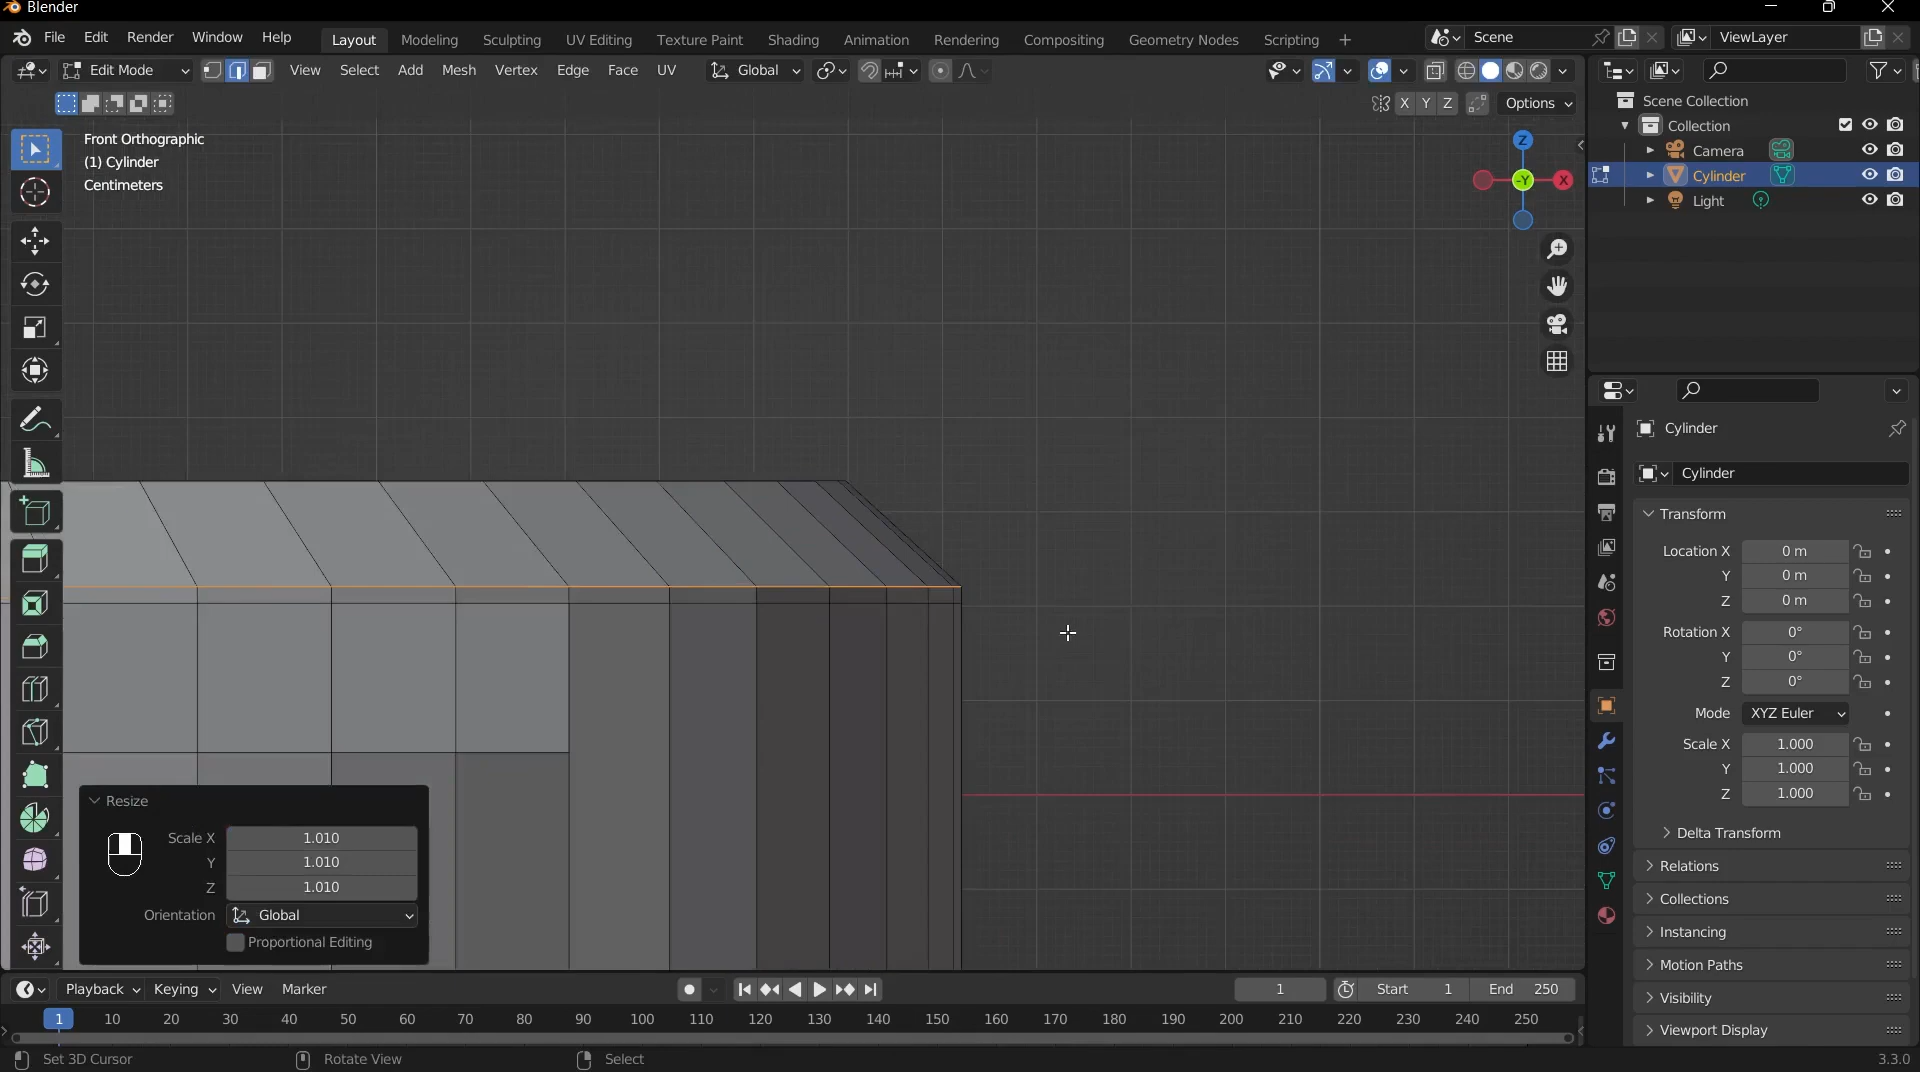 Blender
File Edit Render Window Help Layout Modeling Sculpting UV Editing Texture Paint Shading Animation Rendering Compositing Geometry Nodes Scripting + Scene ViewLayer
Edit Mode View Select Add Mesh Vertex Edge Face UV Global
X Y Z Options
Front Orthographic
(1) Cylinder
Centimeters
Z
-Y X
Scene Collection
Collection
Camera
Cylinder
Light
Cylinder
Cylinder
Transform
Location X 0 m
Y 0 m
Z 0 m
Rotation X 0°
Y 0°
Z 0°
Mode XYZ Euler
Scale X 1.000
Y 1.000
Z 1.000
Delta Transform
Relations
Collections
Instancing
Motion Paths
Visibility
Viewport Display
Resize
Scale X 1.010
Y 1.010
Z 1.010
Orientation Global
Proportional Editing
Playback Keying View Marker 1 Start 1 End 250
1 10 20 30 40 50 60 70 80 90 100 110 120 130 140 150 160 170 180 190 200 210 220 230 240 250
Set 3D Cursor Rotate View Select 3.3.0